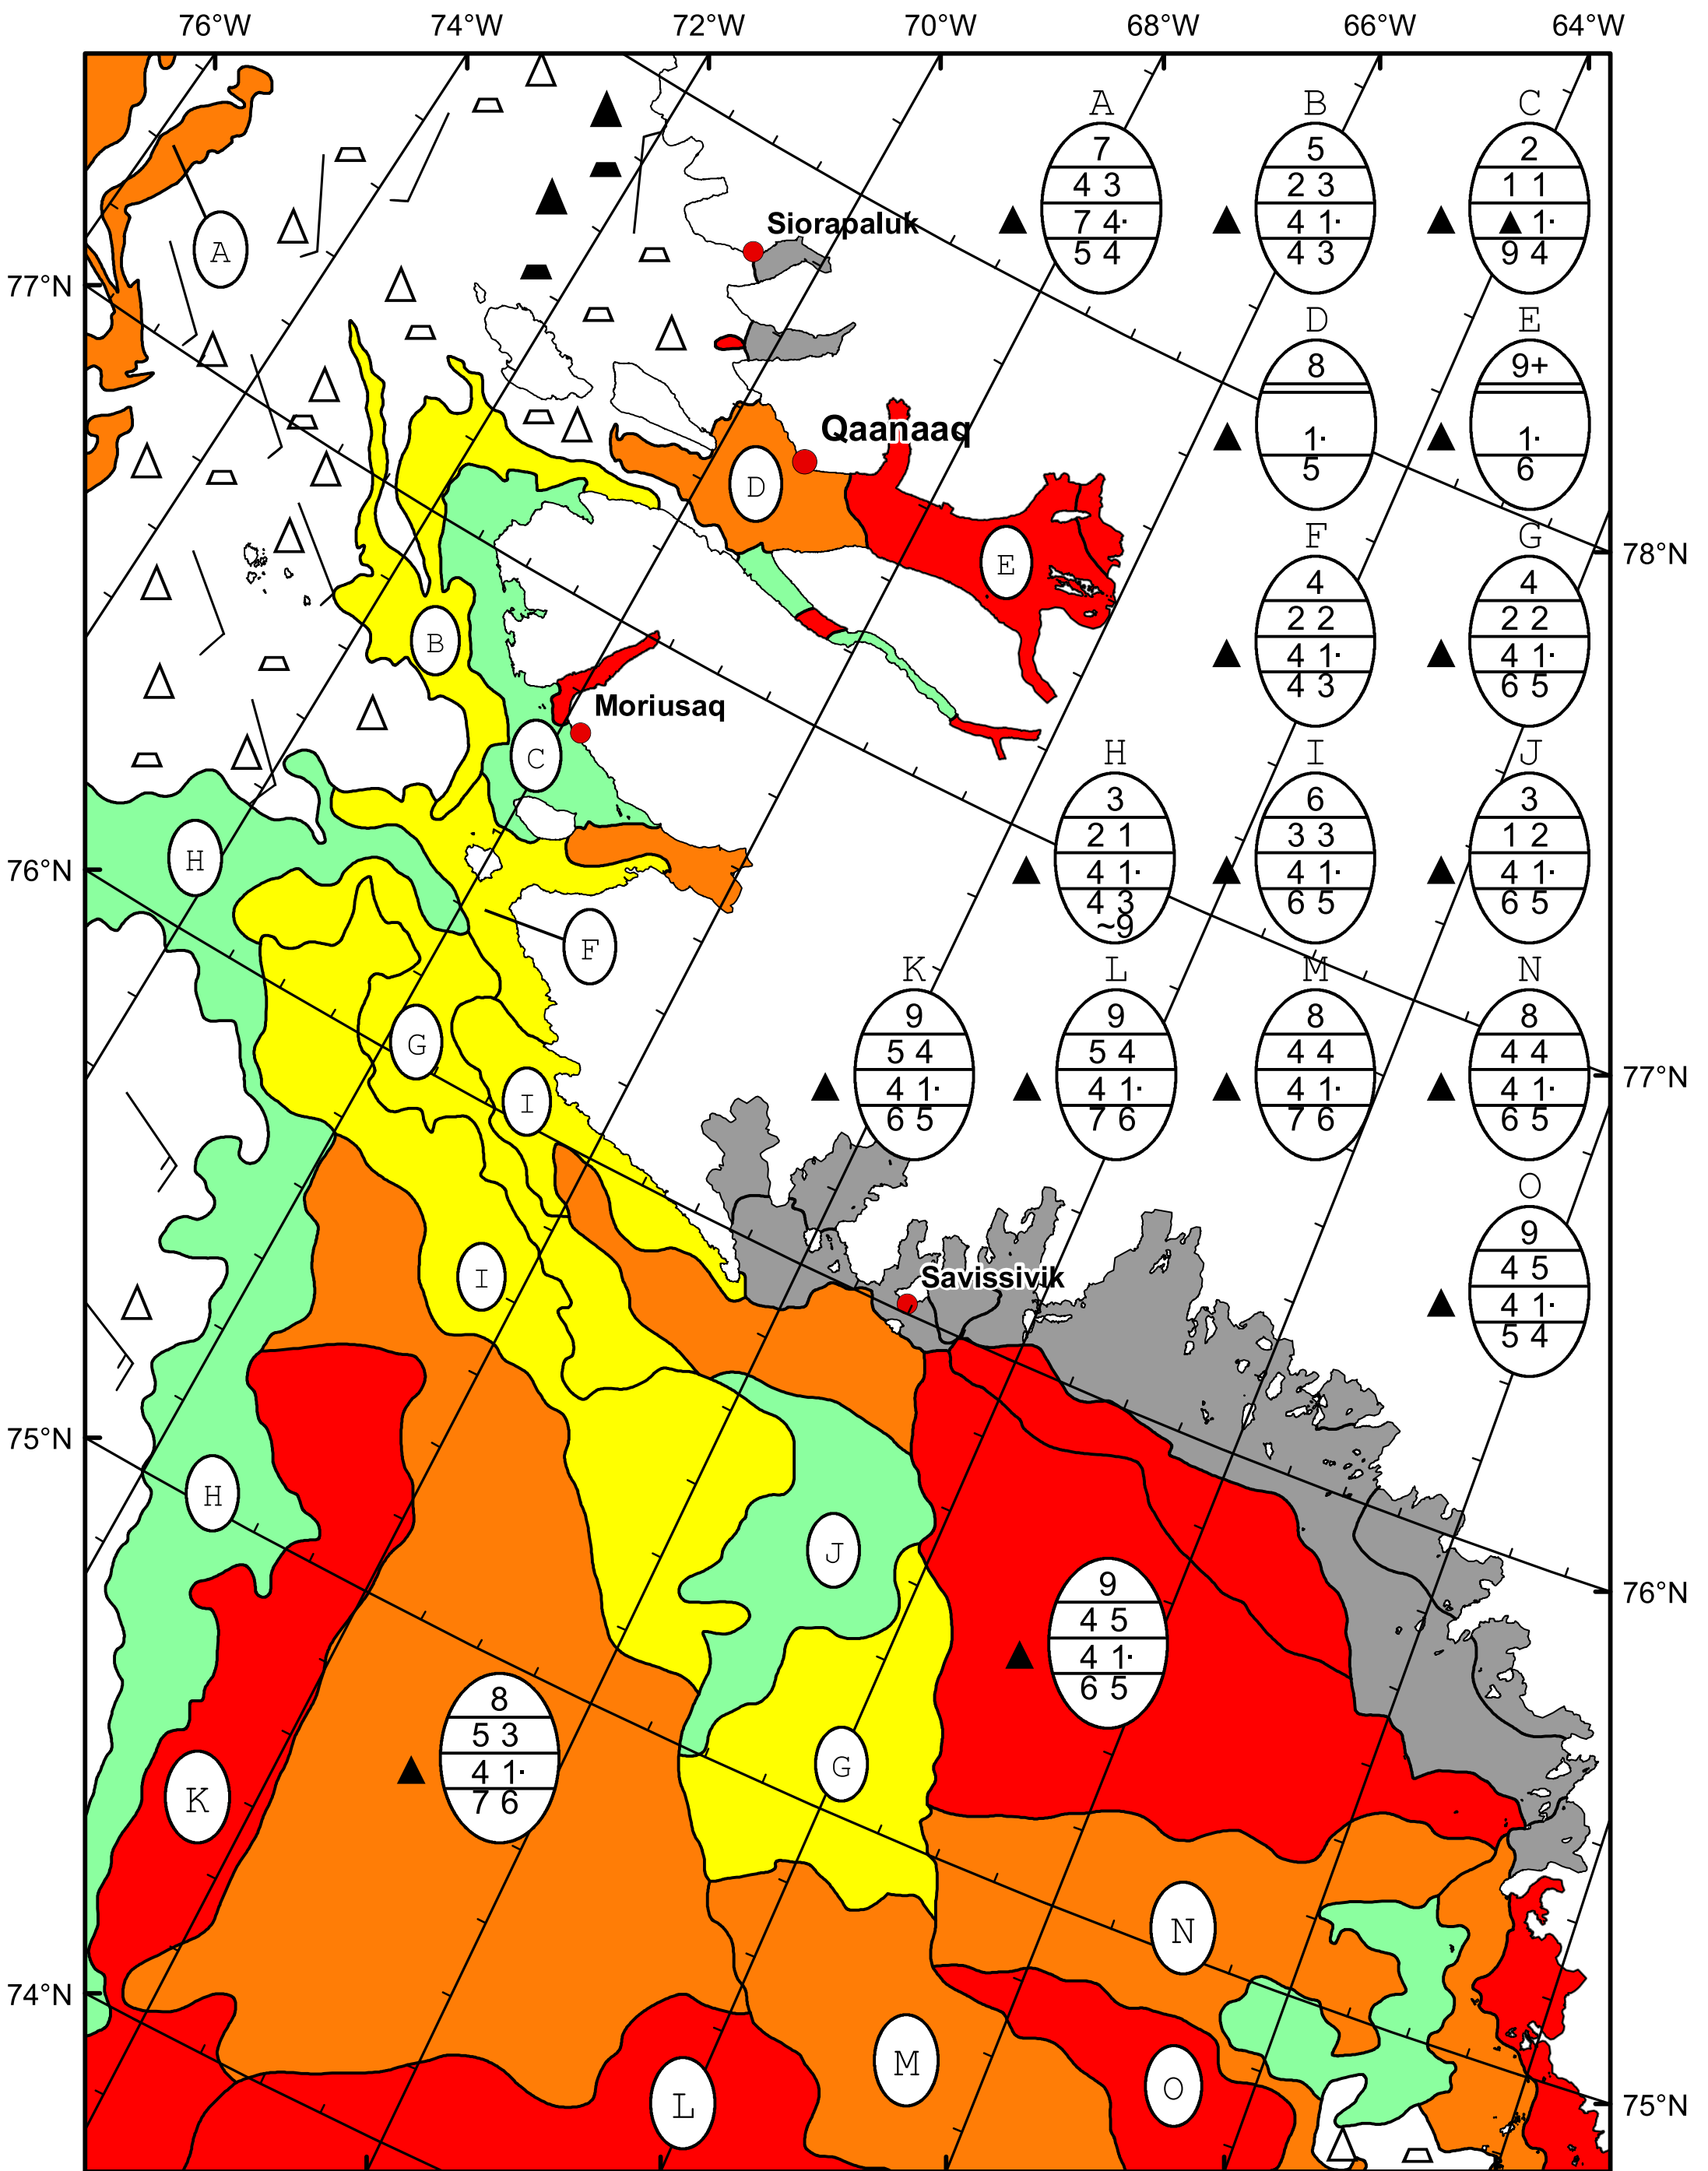 76°W 74°W 72°W 70°W 68°W 66°W 64°W
A B C
7 5 2
4 3 2 3 1 1
7 4· 4 1· ▲ 1·
5 4 4 3 9 4
Siorapaluk
A
77°N
D E
8 9+
1· 1·
5 6
Qaanaaq
D
E
78°N
F G
4 4
2 2 2 2
4 1· 4 1·
4 3 6 5
B
Moriusaq
C
H I J
3 6 3
2 1 3 3 1 2
4 1· 4 1· 4 1·
4 3 6 5 6 5
~9
H
76°N
F
K L M N
9 9 8 8
5 4 5 4 4 4 4 4
4 1· 4 1· 4 1· 4 1·
6 5 7 6 7 6 6 5
G
77°N
I
O
9
4 5
4 1·
5 4
I
Savissivik
75°N
H
J
76°N
9
4 5
4 1·
6 5
8
5 3
4 1·
7 6
G
K
N
74°N
M
L
O
75°N